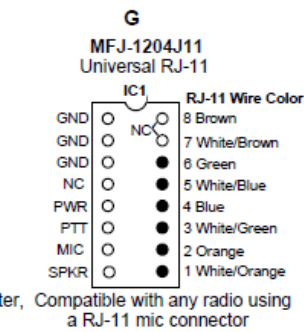 G
MFJ-1204J11
Universal RJ-11
IC1
RJ-11 Wire Color
GND 8 Brown
NC
GND 7 White/Brown
GND 6 Green
NC 5 White/Blue
PWR 4 Blue
PTT 3 White/Green
MIC 2 Orange
SPKR 1 White/Orange
ter, Compatible with any radio using
a RJ-11 mic connector